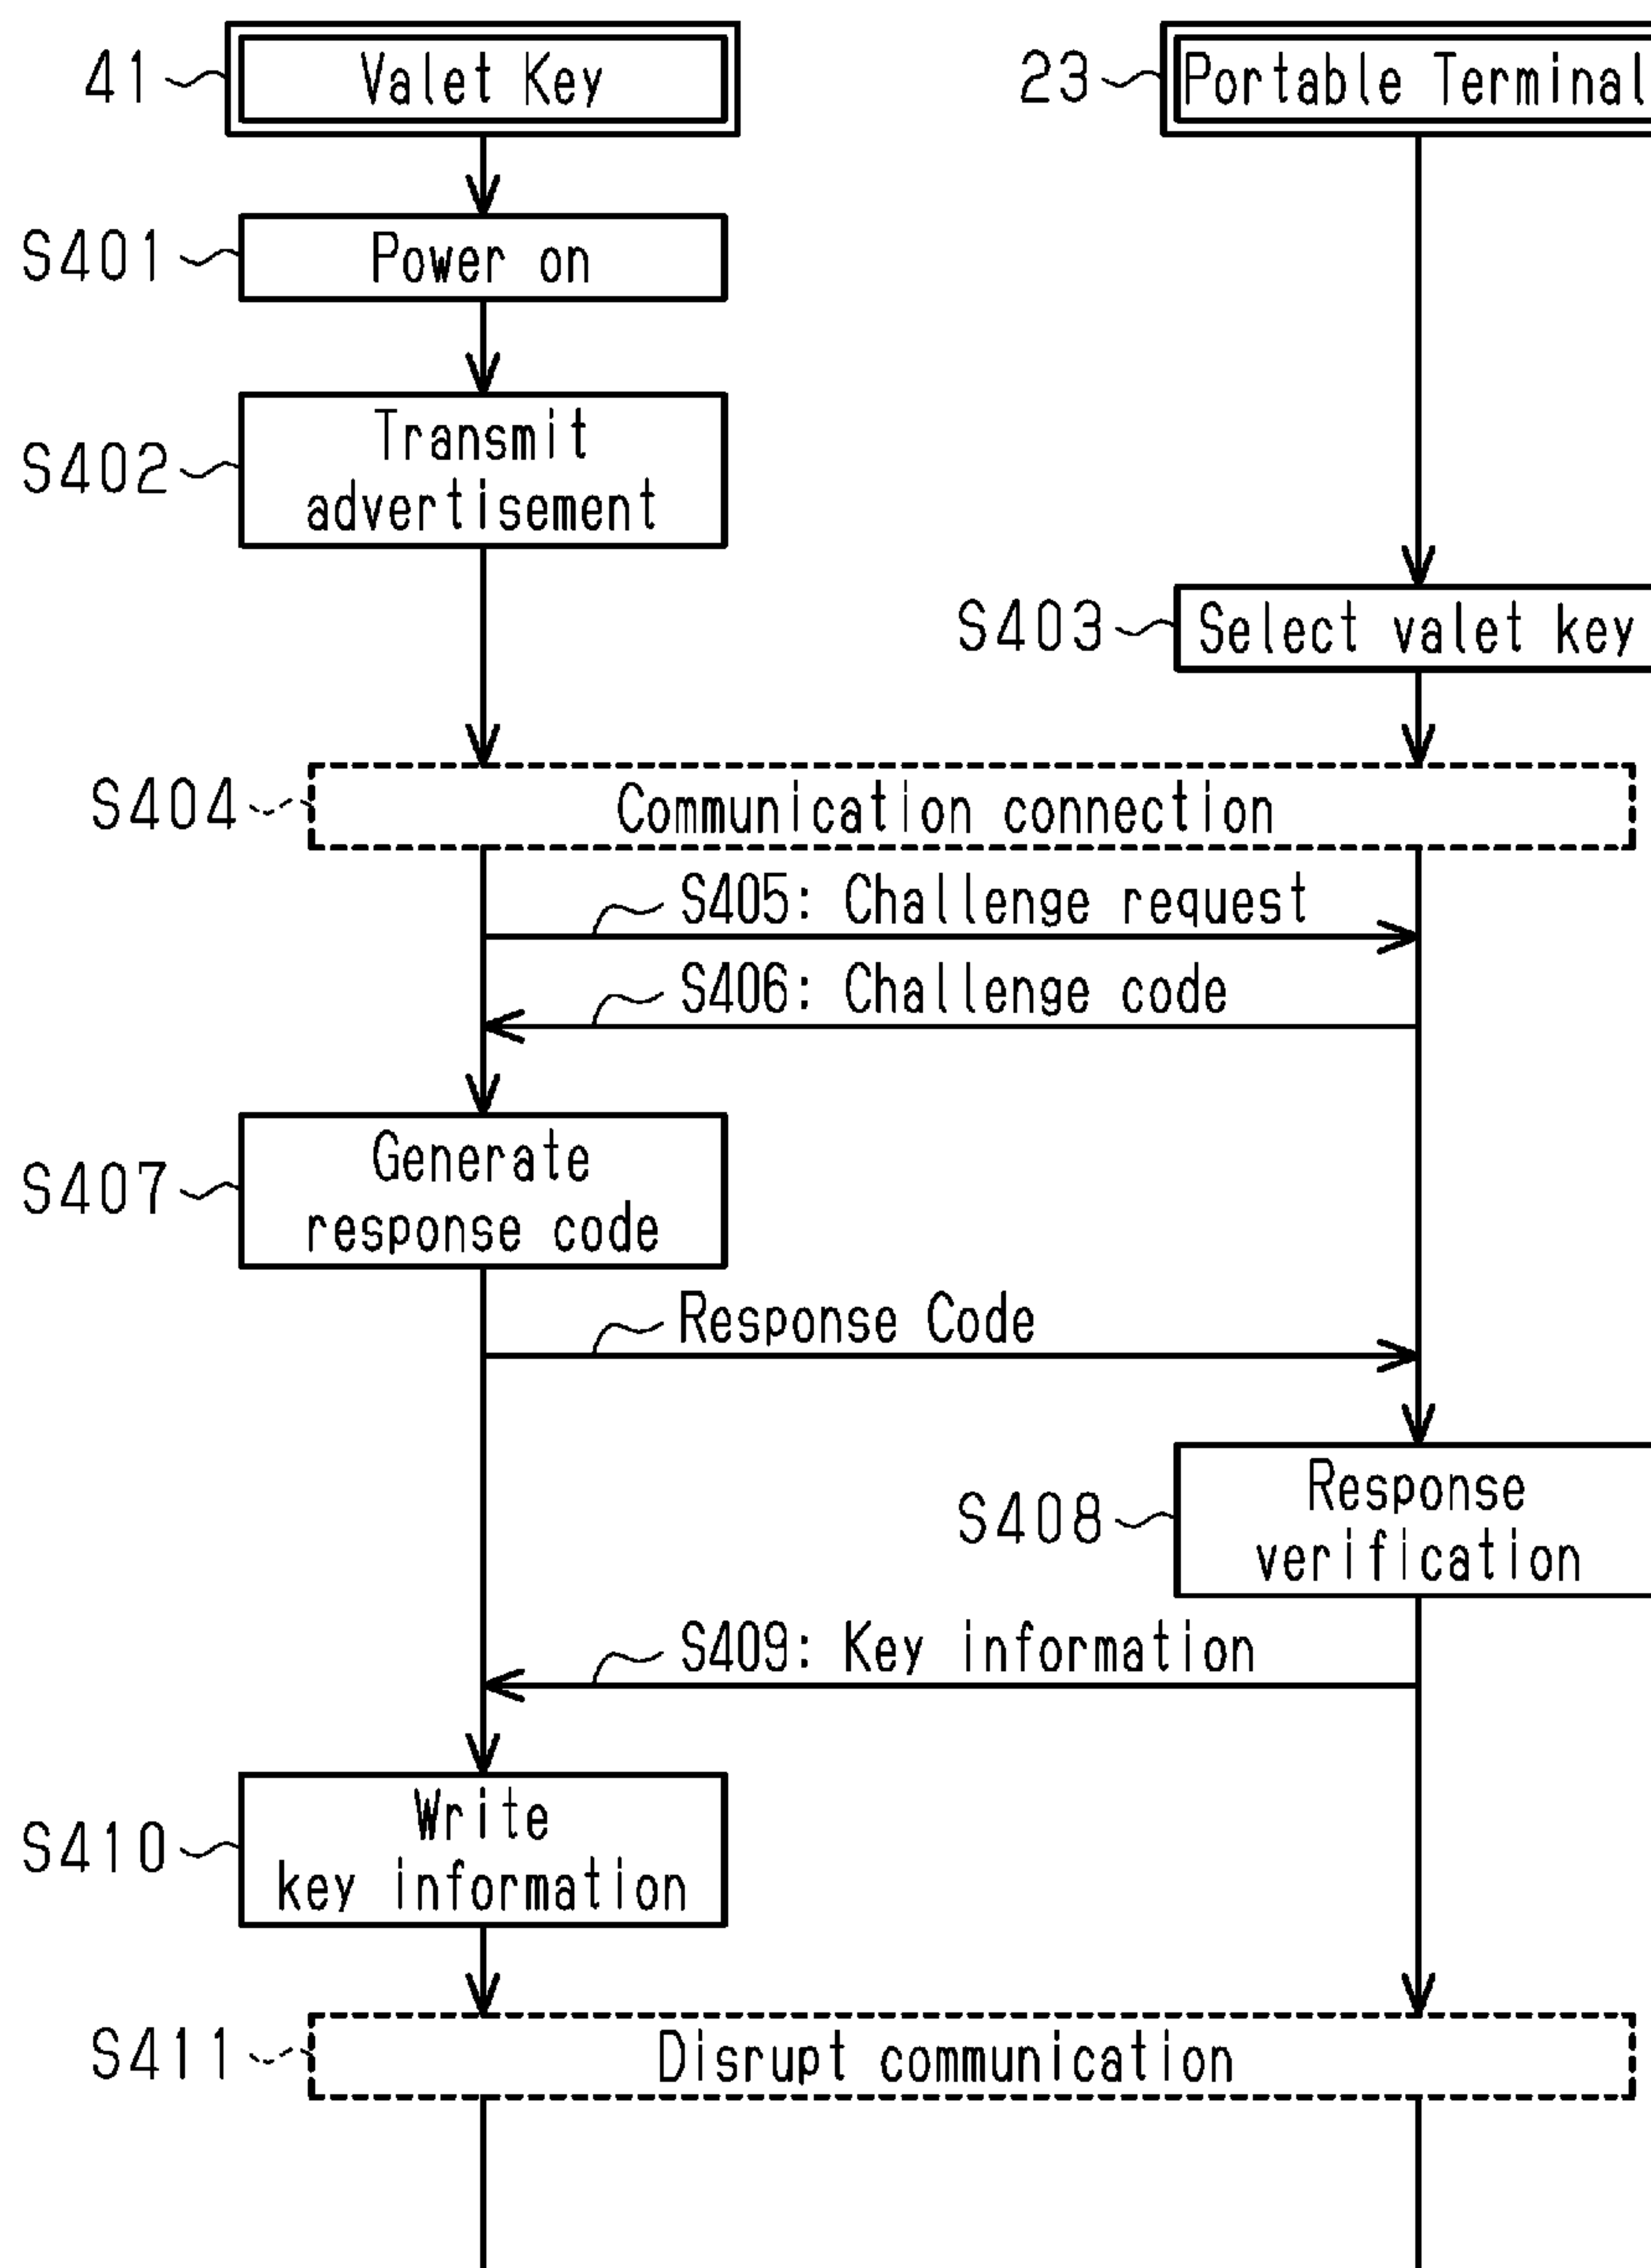 41
Valet Key
23
Portable Terminal
S401
Power on
S402
Transmit
advertisement
S403
Select valet key
S404
Communication connection
S405: Challenge request
S406: Challenge code
S407
Generate
response code
Response Code
S408
Response
verification
S409: Key information
S410
Write
key information
S411
Disrupt communication